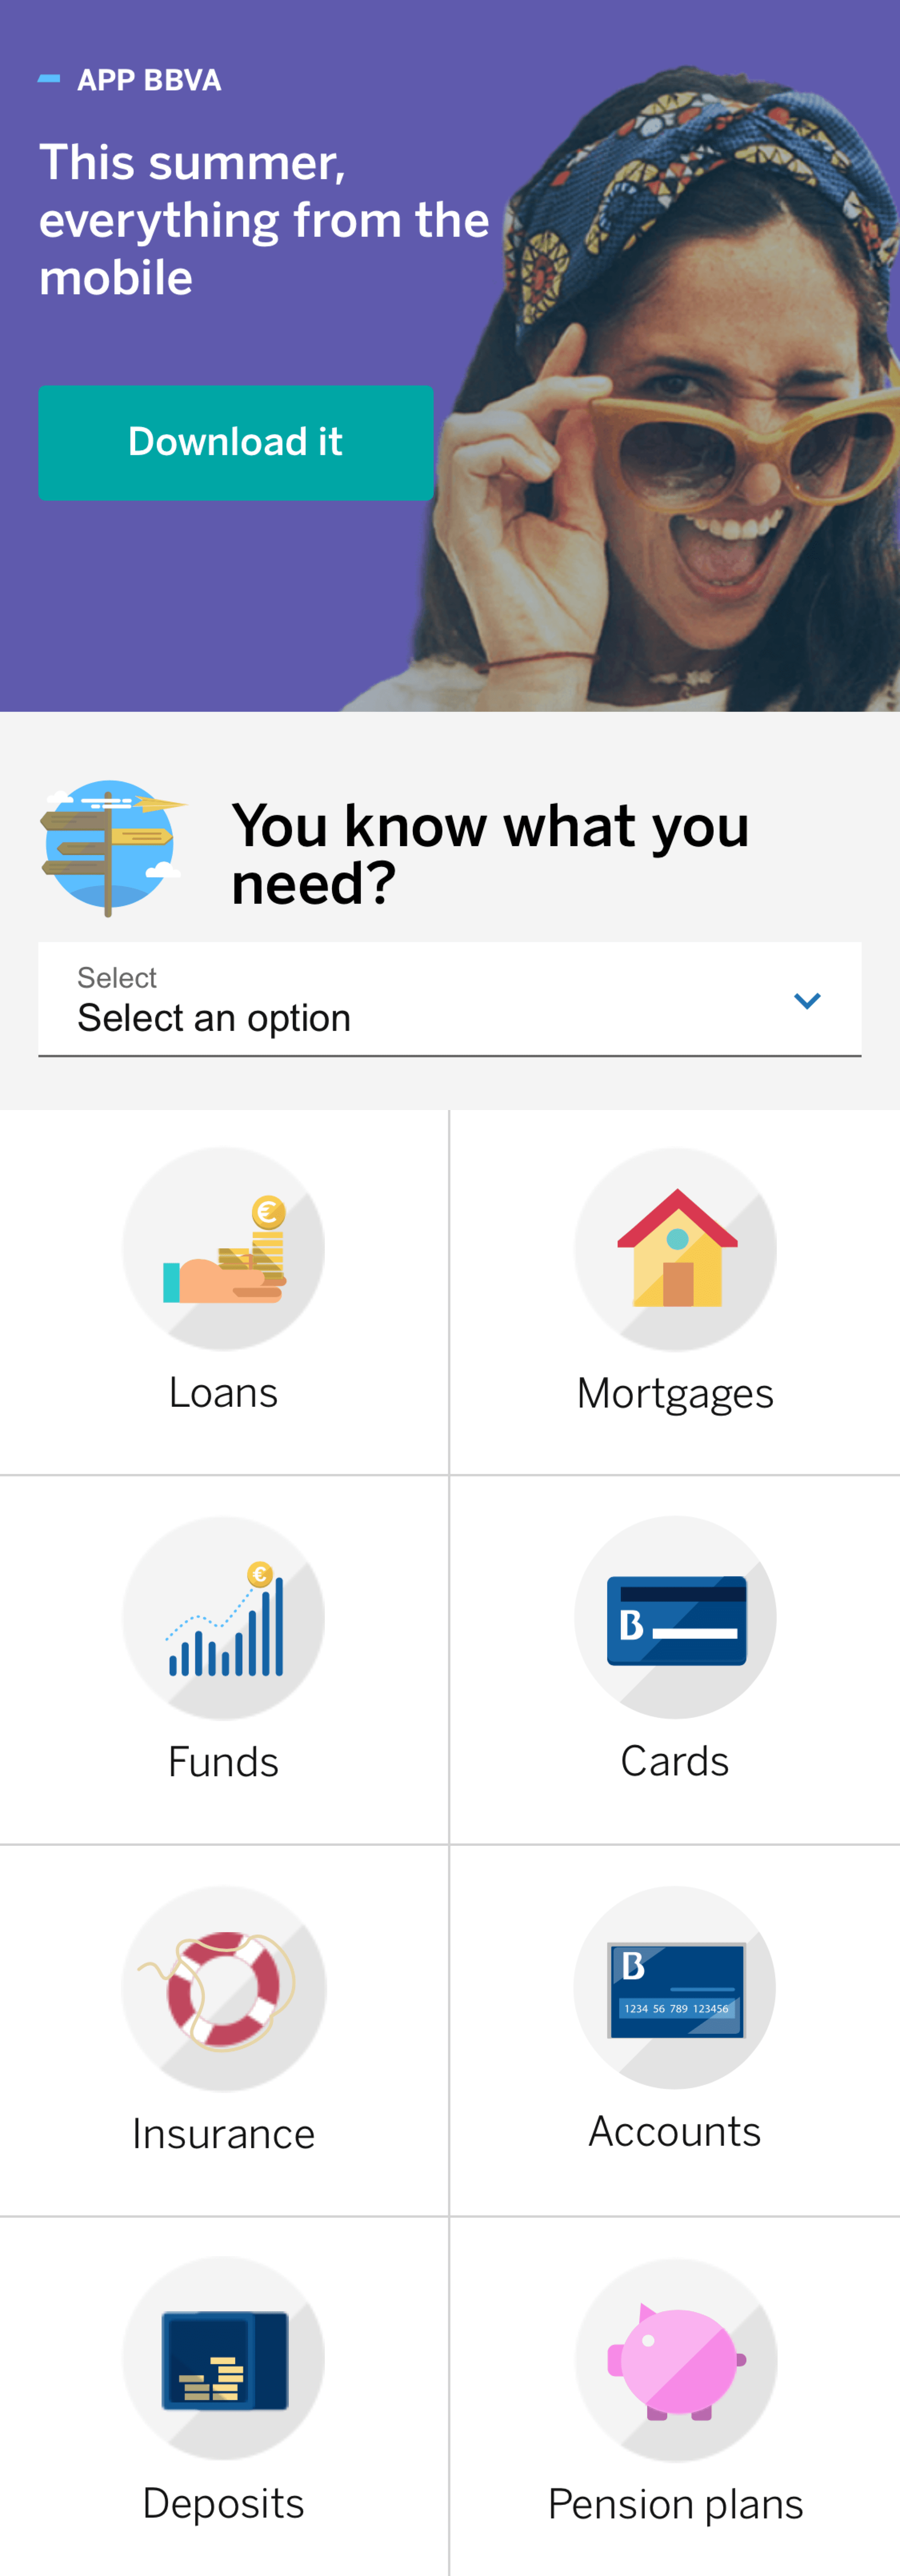 APP BBVA
This summer,
everything from the
mobile
Download it
You know what you
need?
Select
Select an option
€
Loans
Mortgages
€
B
Funds
Cards
B
1234 56 789 123456
Insurance
Accounts
Deposits
Pension plans